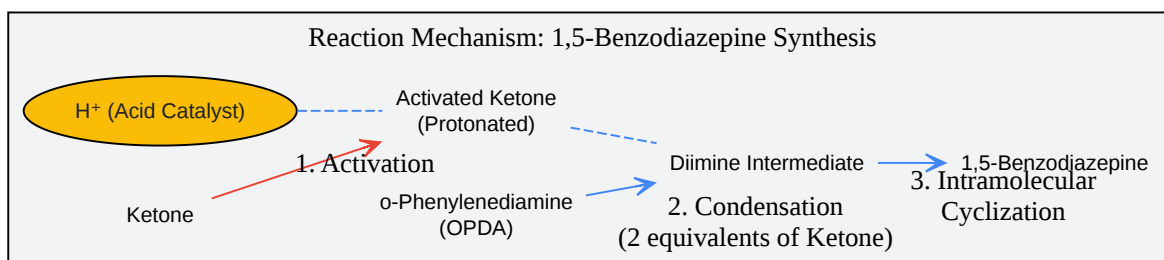 Reaction Mechanism: 1,5-Benzodiazepine Synthesis
H⁺ (Acid Catalyst)
Activated Ketone
(Protonated)
1. Activation
Ketone
o-Phenylenediamine
(OPDA)
Diimine Intermediate
2. Condensation
(2 equivalents of Ketone)
1,5-Benzodiazepine
3. Intramolecular
Cyclization